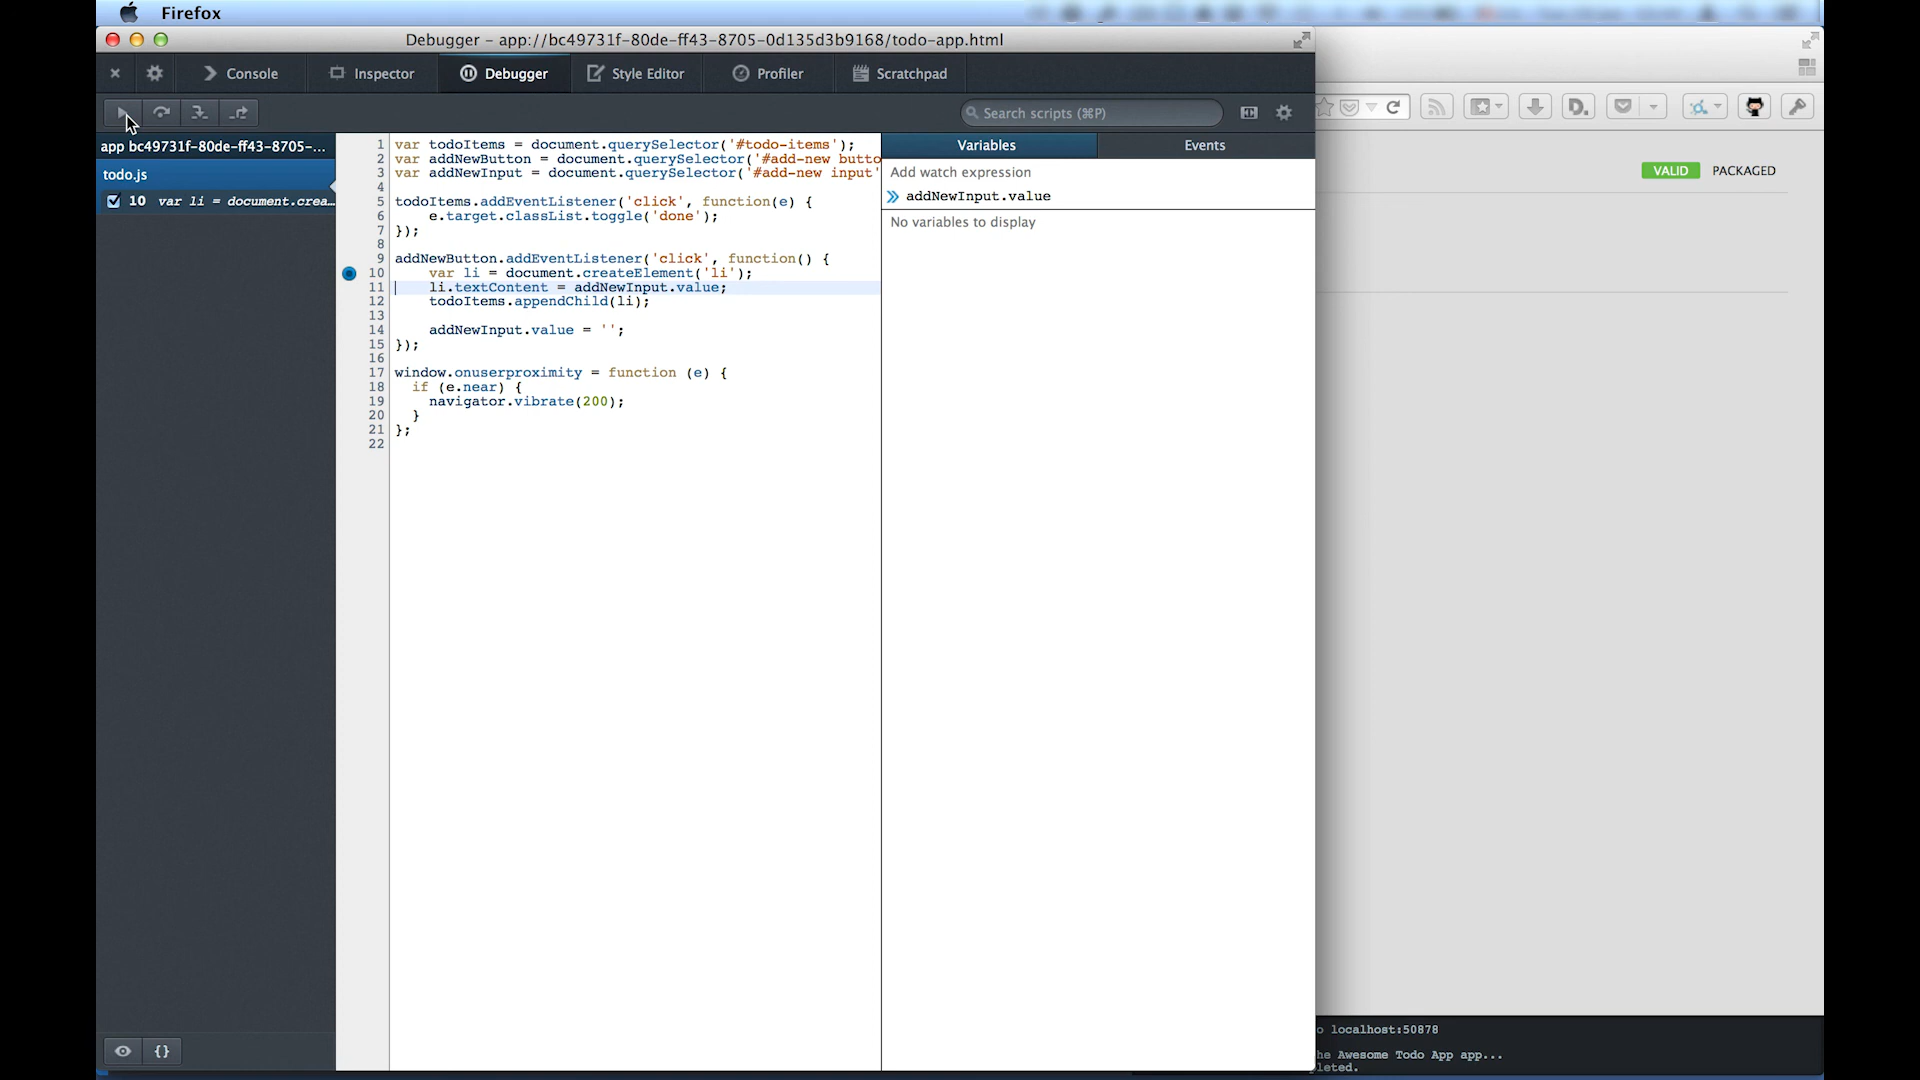 Firefox
Debugger – app://bc49731f-80de-ff43-8705-0d135d3b9168/todo-app.html
Console
Inspector
Debugger
Style Editor
Profiler
Scratchpad
Search scripts (⌘P)
app bc49731f-80de-ff43-8705-...
todo.js
10 var li = document.crea...
1 var todoItems = document.querySelector('#todo-items');
2 var addNewButton = document.querySelector('#add-new butto
3 var addNewInput = document.querySelector('#add-new input'
4
5 todoItems.addEventListener('click', function(e) {
6 e.target.classList.toggle('done');
7 });
8
9 addNewButton.addEventListener('click', function() {
10 var li = document.createElement('li');
11 li.textContent = addNewInput.value;
12 todoItems.appendChild(li);
13
14 addNewInput.value = '';
15 });
16
17 window.onuserproximity = function (e) {
18 if (e.near) {
19 navigator.vibrate(200);
20 }
21 };
22
Variables
Events
Add watch expression
addNewInput.value
No variables to display
{}
D.
VALID
PACKAGED
o localhost:50878
he Awesome Todo App app...
leted.